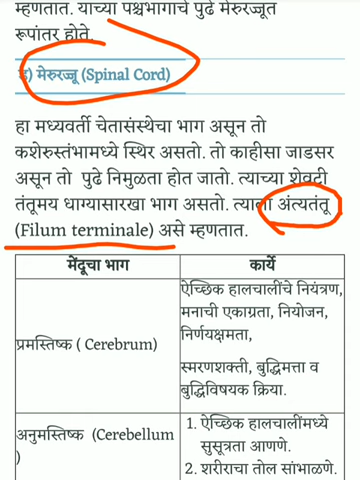 म्हणतात. याच्या पश्चभागाचे पुढे मेरुरज्जूत
रूपांतर होते.
ड) मेरुरज्जू (Spinal Cord)
हा मध्यवर्ती चेतासंस्थेचा भाग असून तो
कशेरुस्तंभामध्ये स्थिर असतो. तो काहीसा जाडसर
असून तो पुढे निमुळता होत जातो. त्याच्या शेवटी
तंतूमय धाग्यासारखा भाग असतो. त्याला अंत्यतंतू
(Filum terminale) असे म्हणतात.
मेंदूचा भाग कार्ये
ऐच्छिक हालचालींचे नियंत्रण,
मनाची एकाग्रता, नियोजन,
निर्णयक्षमता,
प्रमस्तिष्क ( Cerebrum)
स्मरणशक्ती, बुद्धिमत्ता व
बुद्धिविषयक क्रिया.
अनुमस्तिष्क (Cerebellum
)
1. ऐच्छिक हालचालींमध्ये
सुसूत्रता आणणे.
2. शरीराचा तोल सांभाळणे.